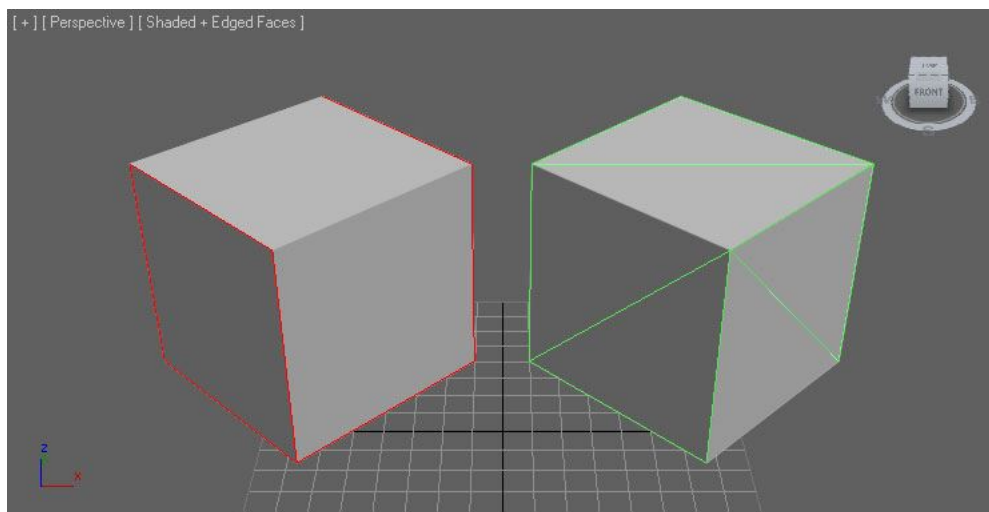 [ + ] [ Perspective ] [ Shaded + Edged Faces ]
FRONT
S
z
x